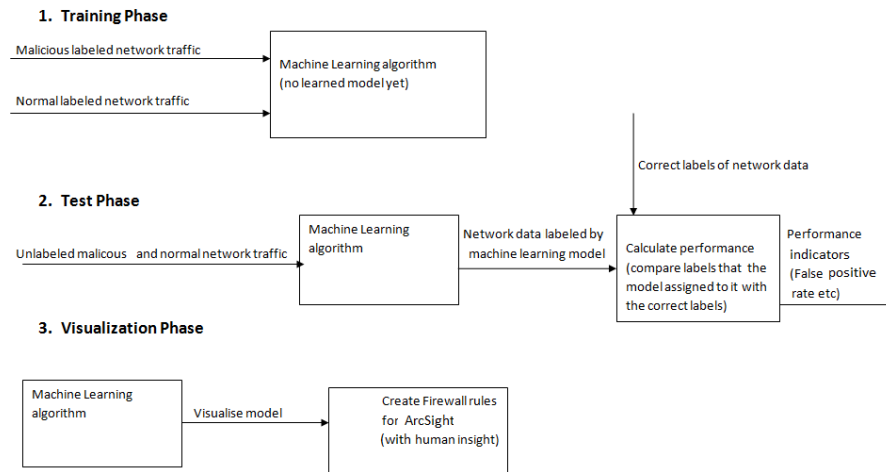 1. Training Phase
Malicious labeled network traffic
Machine Learning algorithm
(no learned model yet)
Normal labeled network traffic
Correct labels of network data
2. Test Phase
Unlabeled malicous and normal network traffic
Machine Learning
algorithm
Network data labeled by
machine learning model
Calculate performance
(compare labels that the
model assigned to it with
the correct labels)
Performance
indicators
(False positive
rate etc)
3. Visualization Phase
Machine Learning
algorithm
Visualise model
Create Firewall rules
for ArcSight
(with human insight)